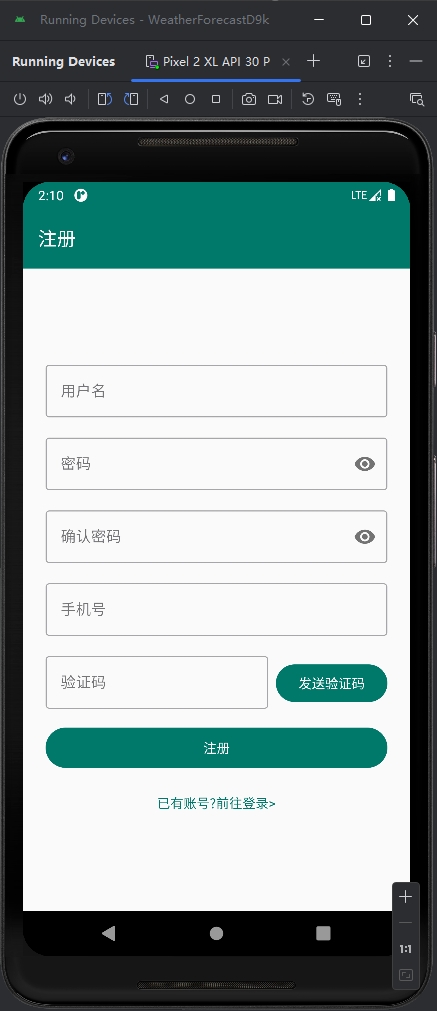 Running Devices - WeatherForecastD9k
Running Devices
Pixel 2 XL API 30 P
2:10
LTE
注册
用户名
密码
确认密码
手机号
验证码
发送验证码
注册
已有账号?前往登录>
1:1